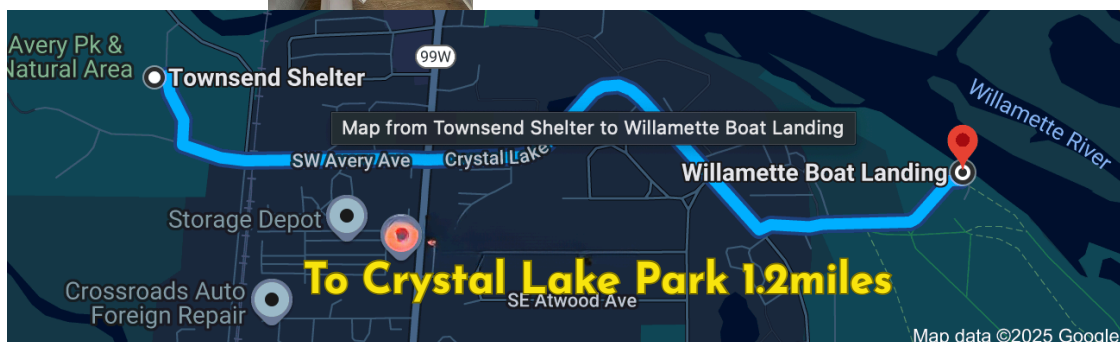 Avery Pk &
Natural Area
Townsend Shelter
99W
Map from Townsend Shelter to Willamette Boat Landing
SW Avery Ave
Crystal Lake
Willamette River
Willamette Boat Landing
Storage Depot
To Crystal Lake Park 1.2miles
Crossroads Auto
Foreign Repair
SE Atwood Ave
Map data ©2025 Google